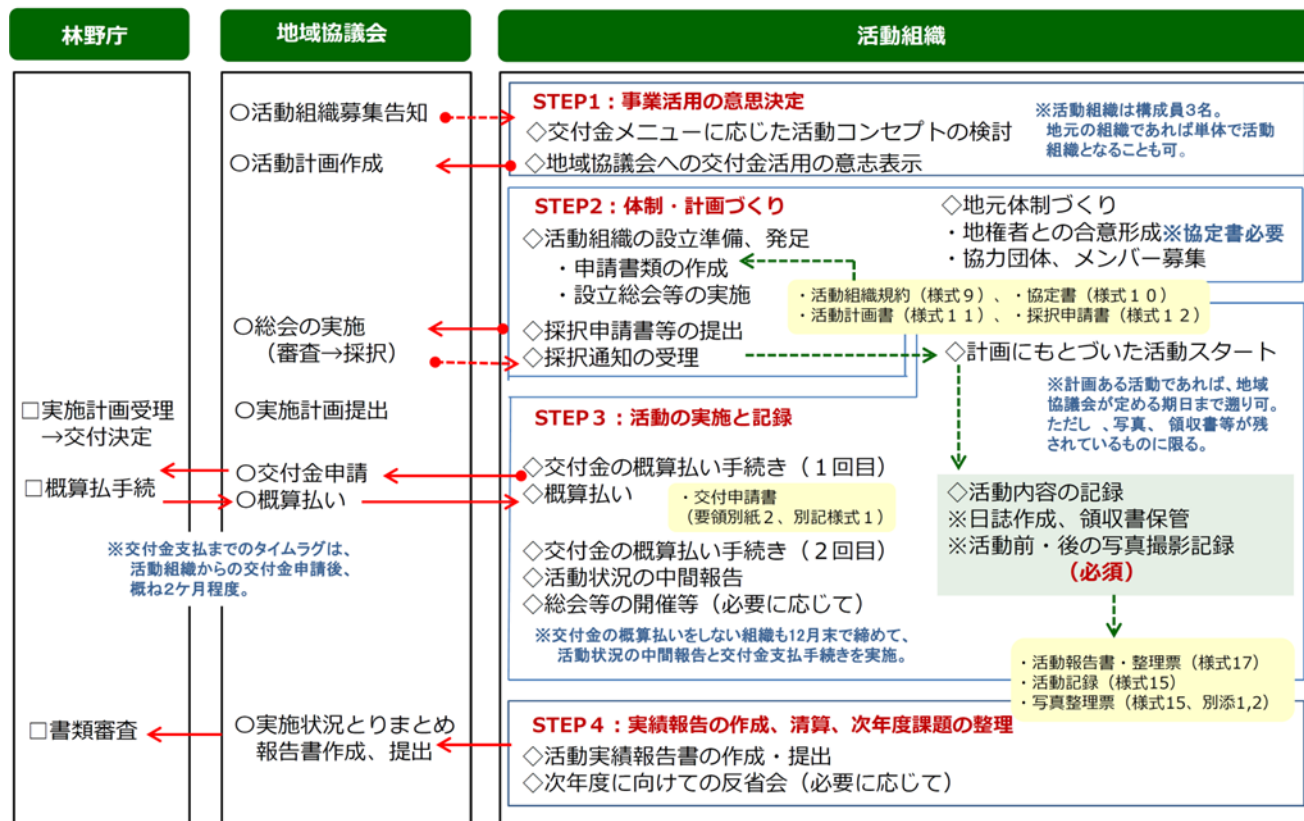 林野庁
地域協議会
活動組織
○活動組織募集告知
○活動計画作成
STEP1：事業活用の意思決定
◇交付金メニューに応じた活動コンセプトの検討
◇地域協議会への交付金活用の意志表示
※活動組織は構成員3名。
地元の組織であれば単体で活動
組織となることも可。
STEP2：体制・計画づくり
◇活動組織の設立準備、発足
・申請書類の作成
・設立総会等の実施
◇地元体制づくり
・地権者との合意形成※協定書必要
・協力団体、メンバー募集
・活動組織規約（様式９）、・協定書（様式１０）
・活動計画書（様式１１）、・採択申請書（様式１２）
○総会の実施
（審査→採択）
◇採択申請書等の提出
◇採択通知の受理
◇計画にもとづいた活動スタート
※計画ある活動であれば、地域
協議会が定める期日まで遡り可。
ただし 、写真、 領収書等が残
されているものに限る。
□実施計画受理
→交付決定
○実施計画提出
STEP３：活動の実施と記録
□概算払手続
○交付金申請
○概算払い
◇交付金の概算払い手続き（１回目）
◇概算払い
・交付申請書
（要領別紙２、別記様式１）
◇交付金の概算払い手続き（２回目）
◇活動状況の中間報告
◇総会等の開催等（必要に応じて）
※交付金の概算払いをしない組織も12月末で締めて、
活動状況の中間報告と交付金支払手続きを実施。
◇活動内容の記録
※日誌作成、領収書保管
※活動前・後の写真撮影記録
（必須）
※交付金支払までのタイムラグは、
活動組織からの交付金申請後、
概ね２ケ月程度。
・活動報告書・整理票（様式17）
・活動記録（様式15）
・写真整理票（様式15、別添1,2）
□書類審査
○実施状況とりまとめ
報告書作成、提出
STEP４：実績報告の作成、清算、次年度課題の整理
◇活動実績報告書の作成・提出
◇次年度に向けての反省会（必要に応じて）